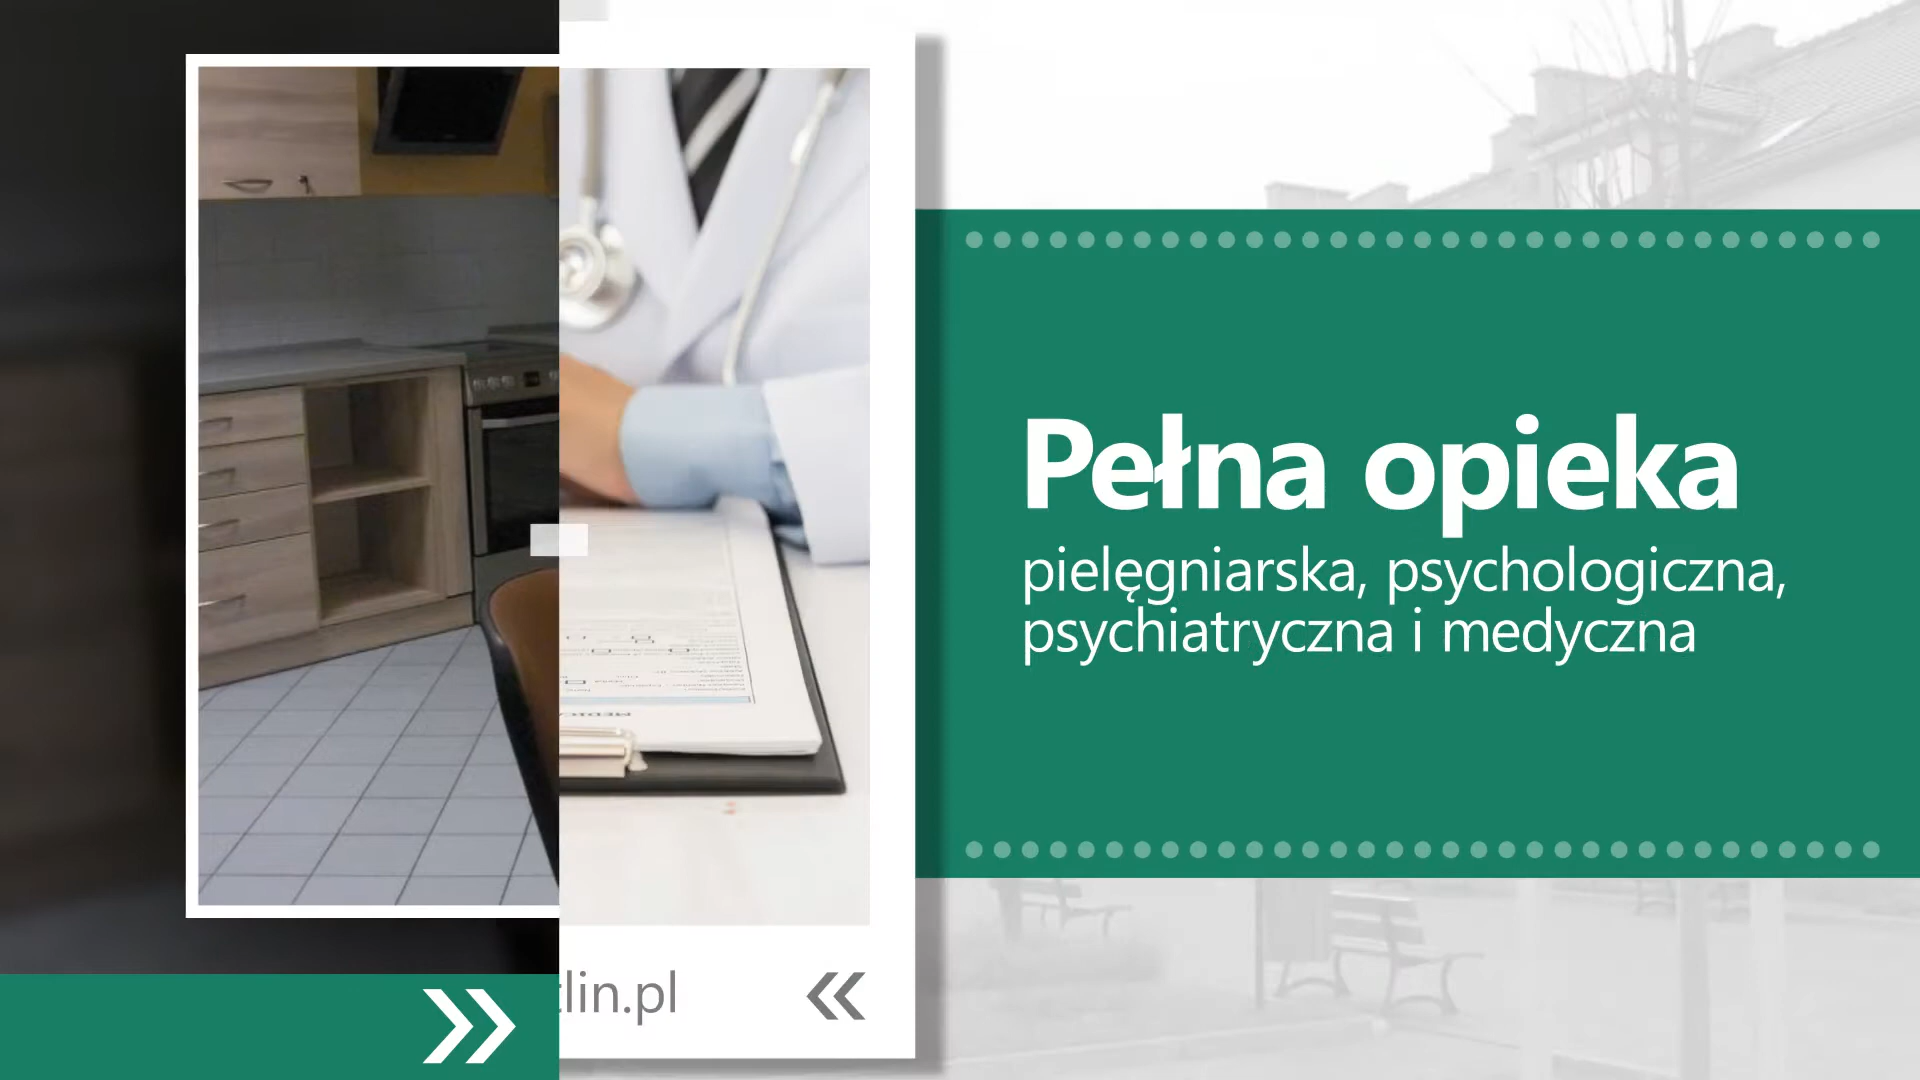 Pełna opieka
pielęgniarska, psychologiczna,
psychiatryczna i medyczna
lin.pl